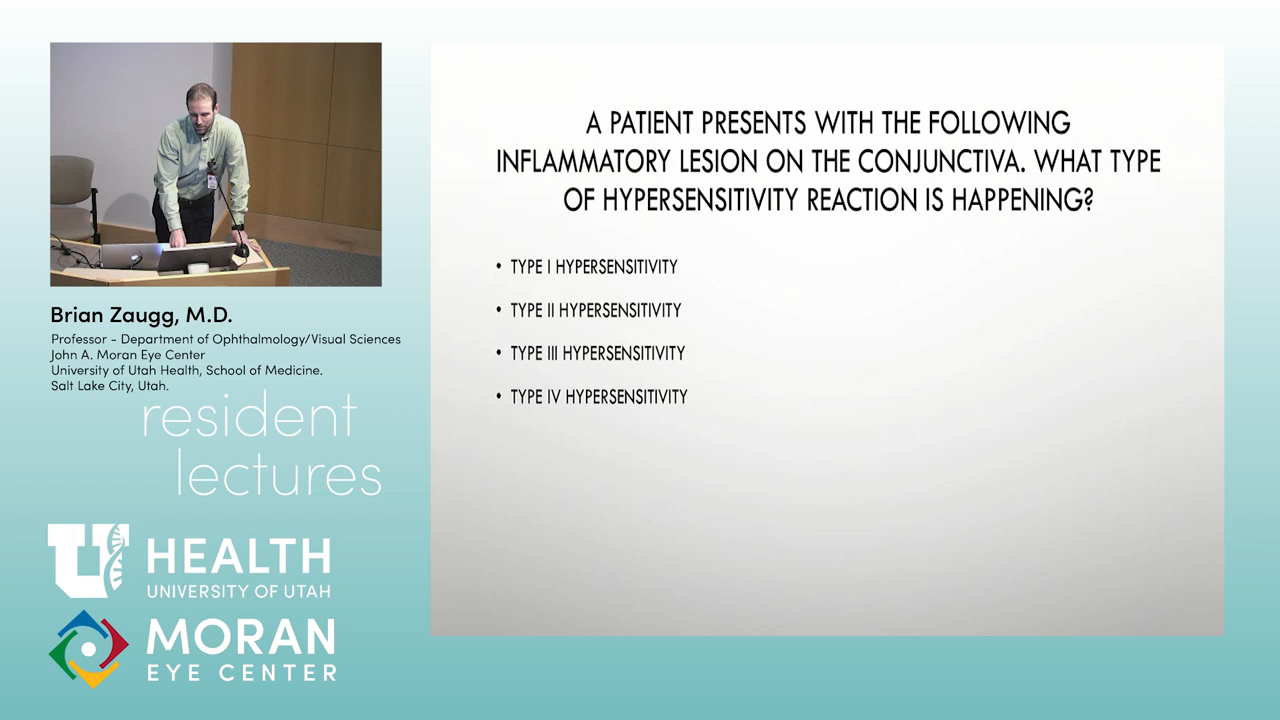 A PATIENT PRESENTS WITH THE FOLLOWING
INFLAMMATORY LESION ON THE CONJUNCTIVA. WHAT TYPE
OF HYPERSENSITIVITY REACTION IS HAPPENING?
• TYPE I HYPERSENSITIVITY
• TYPE II HYPERSENSITIVITY
• TYPE III HYPERSENSITIVITY
• TYPE IV HYPERSENSITIVITY
Brian Zaugg, M.D.
Professor - Department of Ophthalmology/Visual Sciences
John A. Moran Eye Center
University of Utah Health, School of Medicine.
Salt Lake City, Utah.
resident
lectures
U HEALTH
UNIVERSITY OF UTAH
MORAN
EYE CENTER